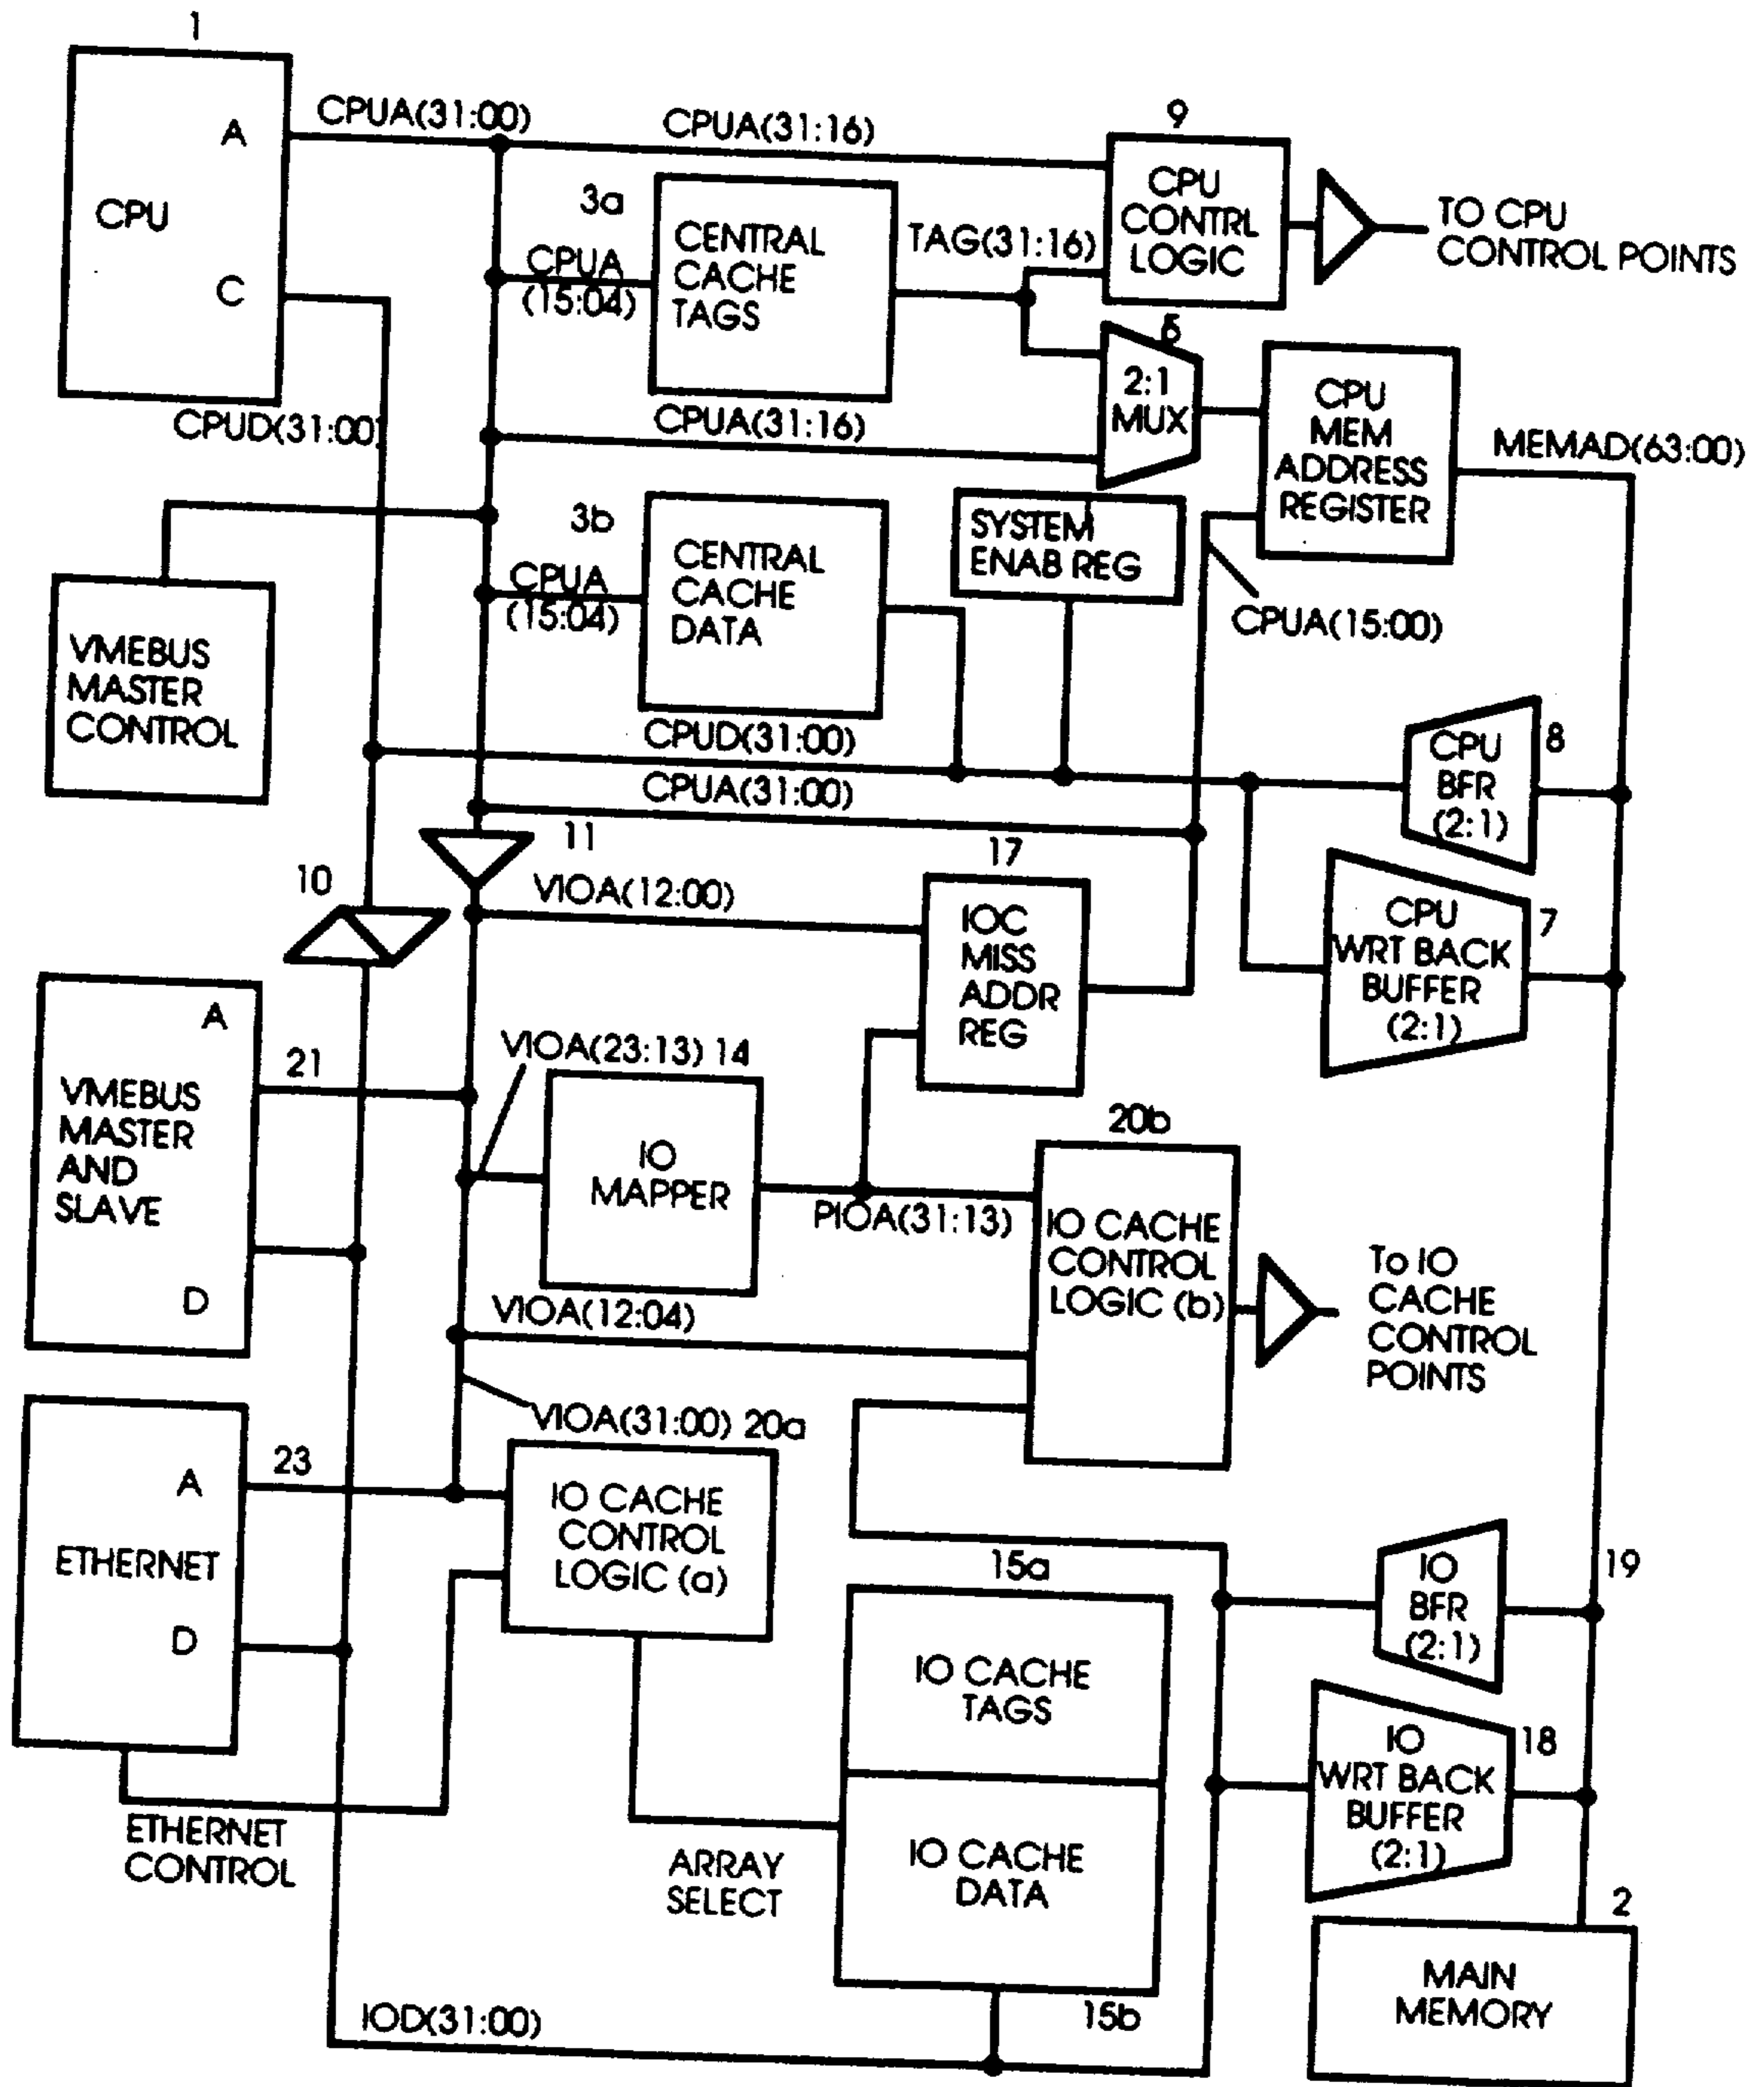 1
CPUA(31:00)
A
CPU
C
CPUD(31:00)
CPUA(31:16)
9
CPU
CONTRL
LOGIC
TO CPU
CONTROL POINTS
3a
CENTRAL
CACHE
TAGS
CPUA
(15:04)
TAG(31:16)
CPUA(31:16)
2:1
MUX
CPU
MEM
ADDRESS
REGISTER
MEMAD(63:00)
VMEBUS
MASTER
CONTROL
3b
CENTRAL
CACHE
DATA
CPUA
(15:04)
SYSTEM
ENAB REG
CPUA(15:00)
CPUD(31:00)
CPUA(31:00)
CPU
BFR
(2:1)
8
10
11
VIOA(12:00)
17
IOC
MISS
ADDR
REG
CPU
WRT BACK
BUFFER
(2:1)
7
A
21
VMEBUS
MASTER
AND
SLAVE
D
VIOA(23:13) 14
IO
MAPPER
PIOA(31:13)
20b
IO CACHE
CONTROL
LOGIC (b)
To IO
CACHE
CONTROL
POINTS
VIOA(12:04)
VIOA(31:00) 20a
IO CACHE
CONTROL
LOGIC (a)
23
A
ETHERNET
D
ETHERNET
CONTROL
15a
IO CACHE
TAGS
IO CACHE
DATA
15b
ARRAY
SELECT
IO
BFR
(2:1)
19
IO
WRT BACK
BUFFER
(2:1)
18
2
MAIN
MEMORY
IOD(31:00)